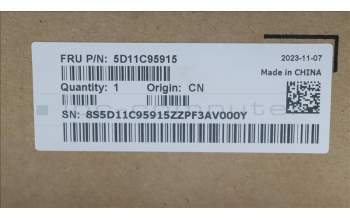 FRU P/N: 5D11C95915
2023-11-07
Made in CHINA
Quantity: 1 Origin: CN
SN: 8S5D11C95915ZZPF3AV000Y